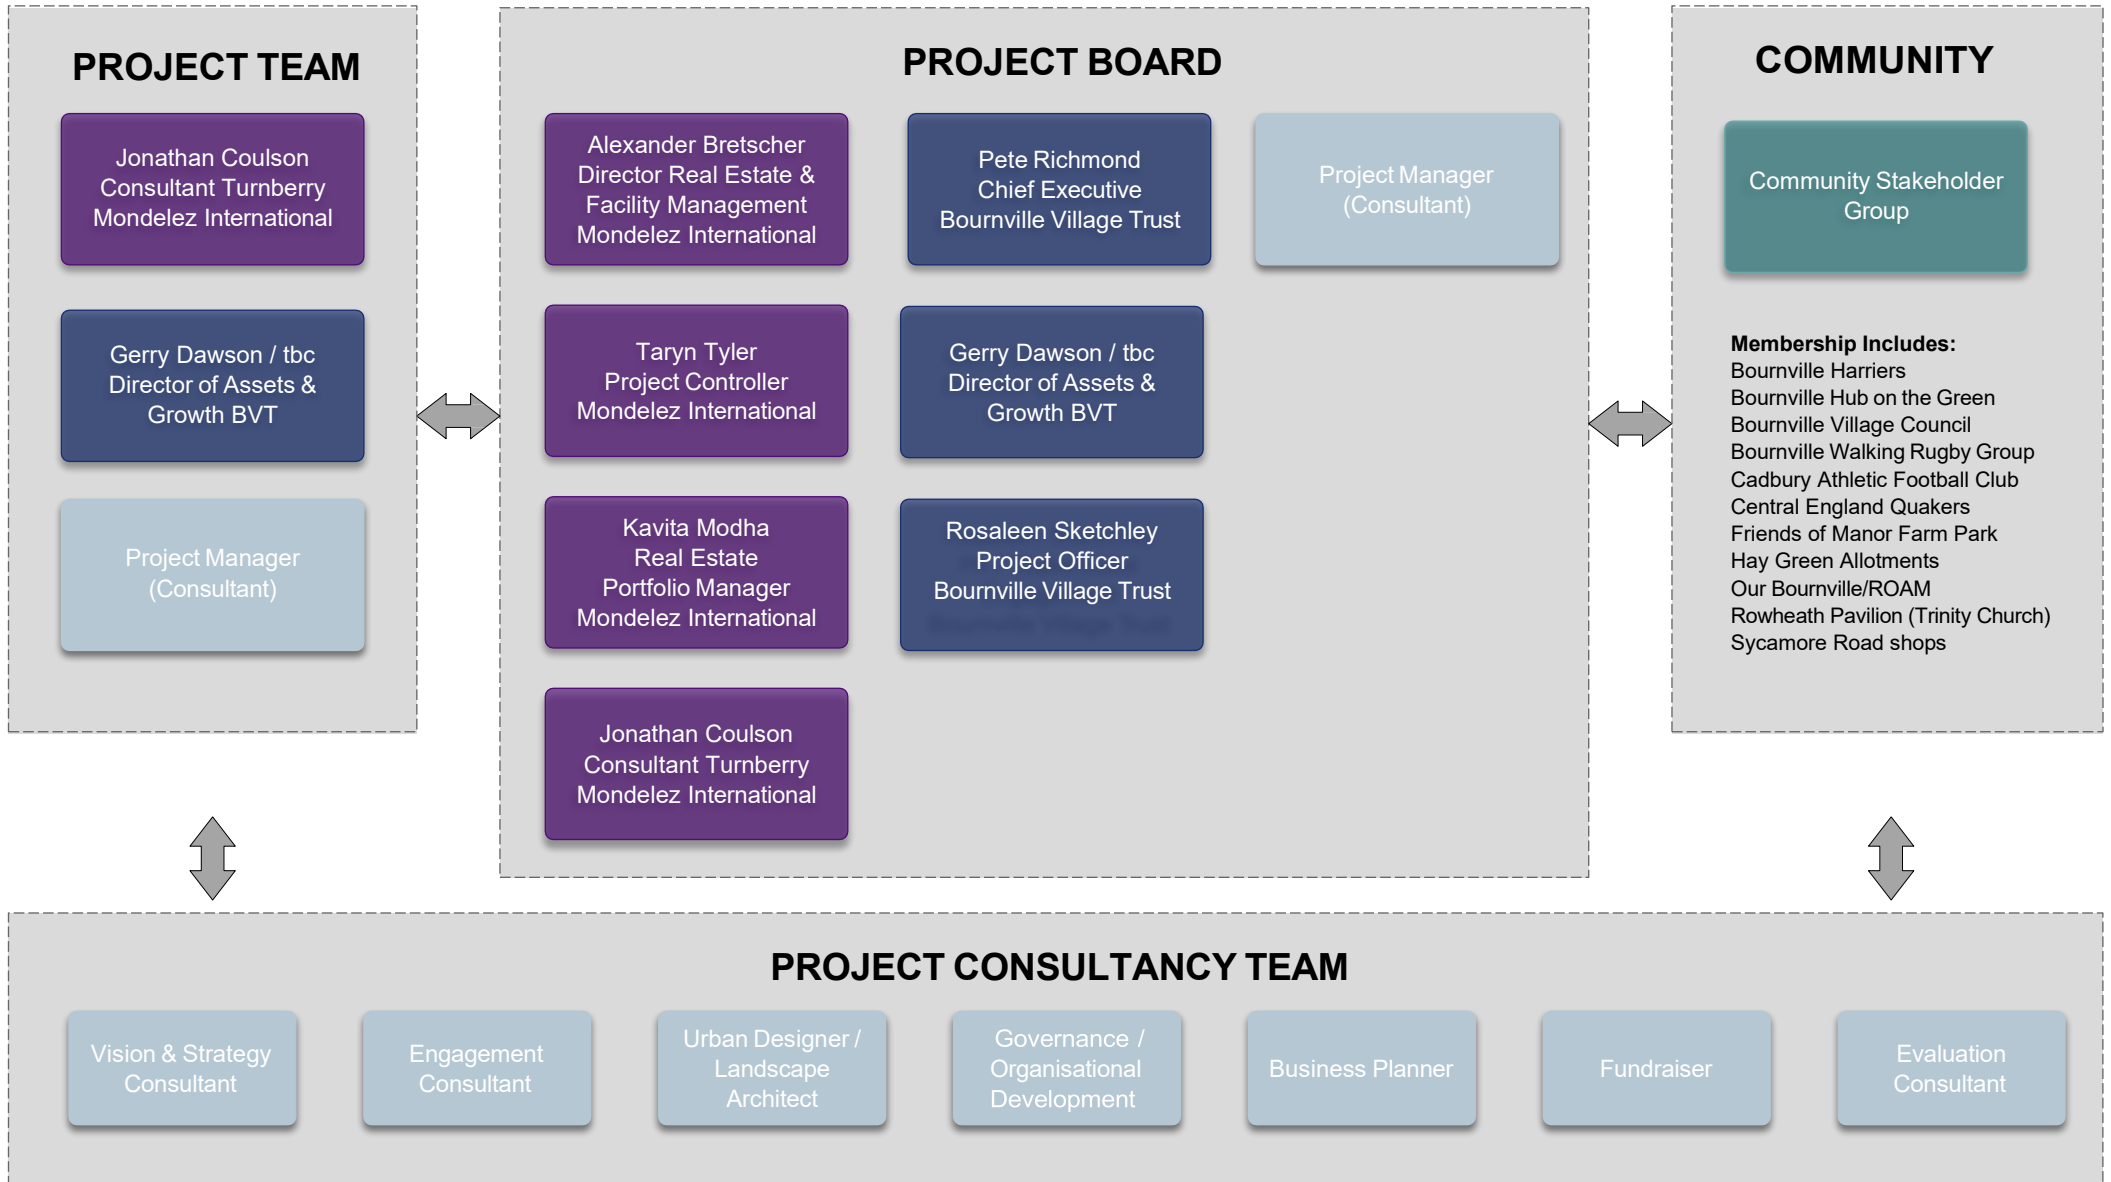 PROJECT TEAM
Jonathan Coulson
Consultant Turnberry
Mondelez International
Gerry Dawson / tbc
Director of Assets &
Growth BVT
Project Manager
(Consultant)
PROJECT BOARD
Alexander Bretscher
Director Real Estate &
Facility Management
Mondelez International
Taryn Tyler
Project Controller
Mondelez International
Kavita Modha
Real Estate
Portfolio Manager
Mondelez International
Jonathan Coulson
Consultant Turnberry
Mondelez International
Pete Richmond
Chief Executive
Bournville Village Trust
Gerry Dawson / tbc
Director of Assets &
Growth BVT
Rosaleen Sketchley
Project Officer
Bournville Village Trust
Project Manager
(Consultant)
COMMUNITY
Community Stakeholder
Group
Membership Includes:
Bournville Harriers
Bournville Hub on the Green
Bournville Village Council
Bournville Walking Rugby Group
Cadbury Athletic Football Club
Central England Quakers
Friends of Manor Farm Park
Hay Green Allotments
Our Bournville/ROAM
Rowheath Pavilion (Trinity Church)
Sycamore Road shops
PROJECT CONSULTANCY TEAM
Vision & Strategy
Consultant
Engagement
Consultant
Urban Designer /
Landscape
Architect
Governance /
Organisational
Development
Business Planner
Fundraiser
Evaluation
Consultant